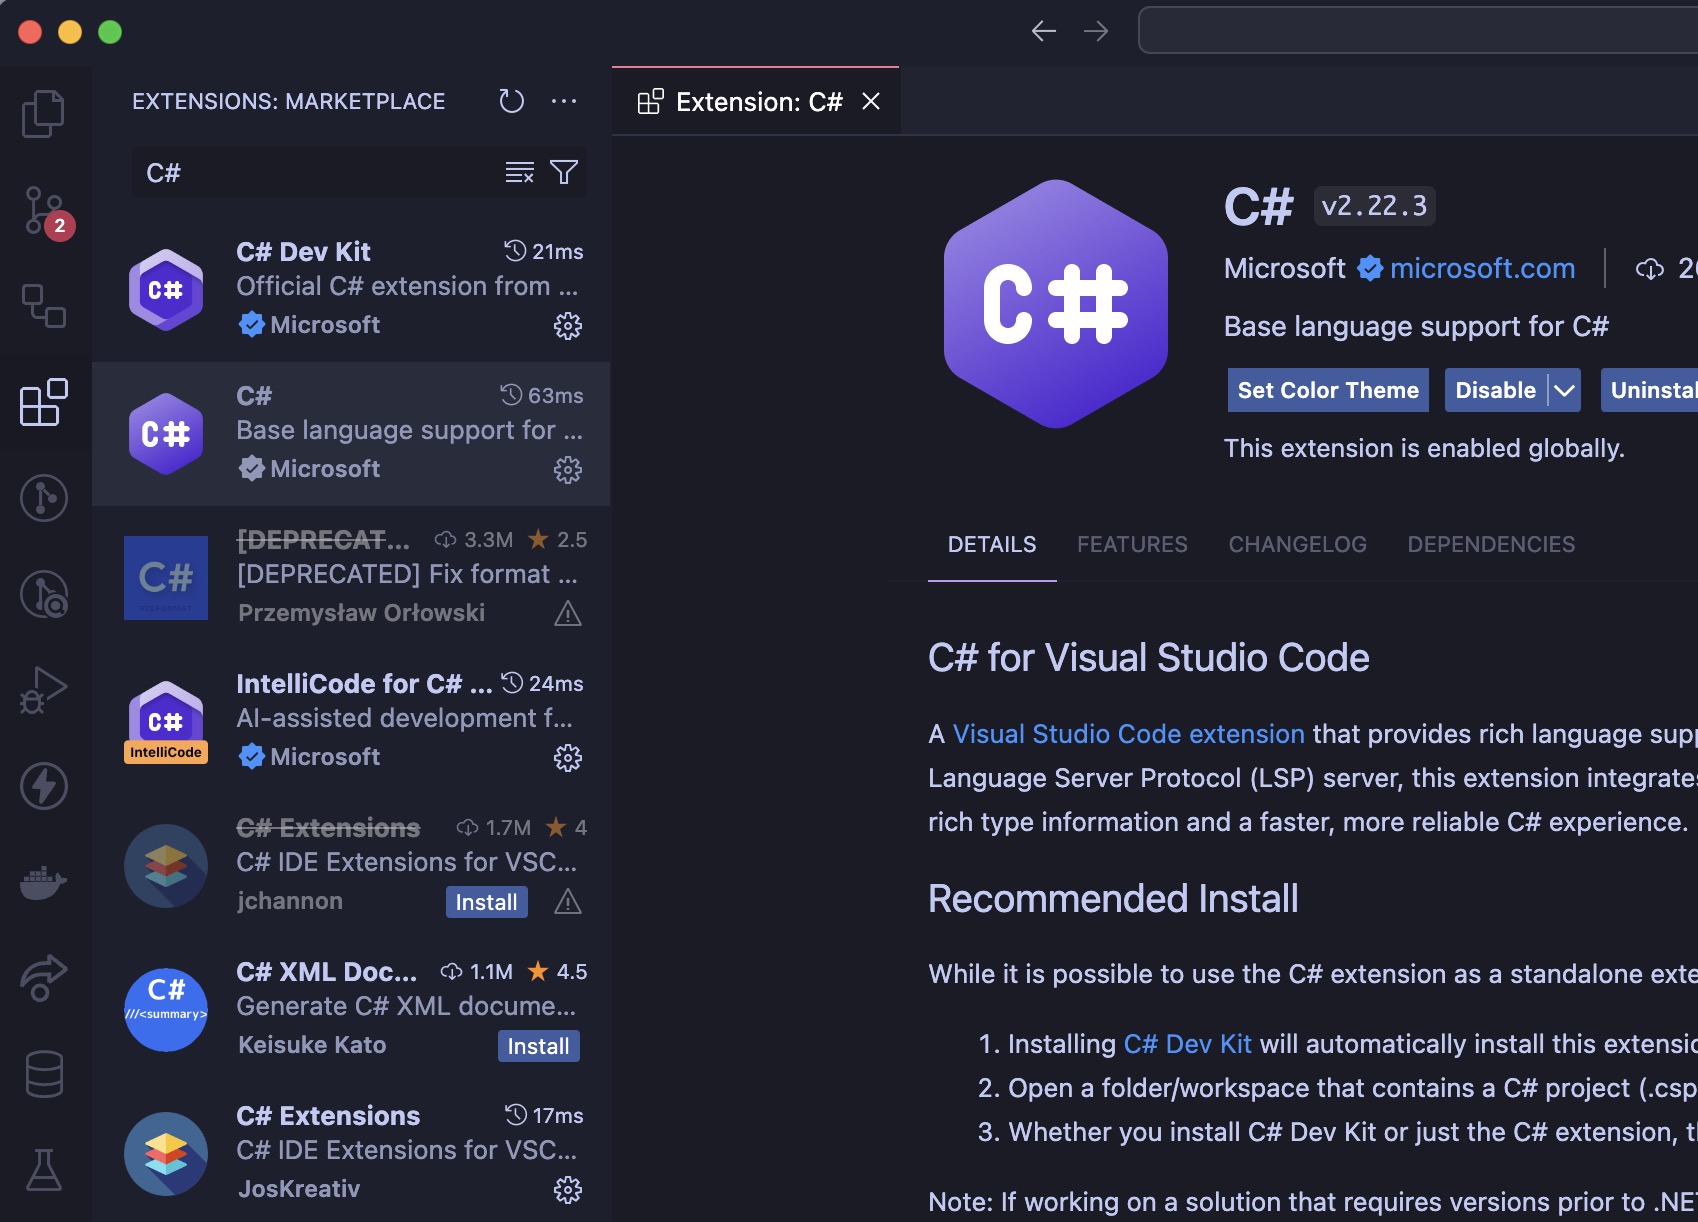 EXTENSIONS: MARKETPLACE
C#
2
C#
C# Dev Kit 21ms
Official C# extension from ...
Microsoft
C#
C# 63ms
Base language support for ...
Microsoft
C#
[DEPRECAT... 3.3M 2.5
[DEPRECATED] Fix format ...
Przemysław Orłowski
C#
IntelliCode
IntelliCode for C# ... 24ms
AI-assisted development f...
Microsoft
C# Extensions 1.7M 4
C# IDE Extensions for VSC...
jchannon Install
C#
///<summary>
C# XML Doc... 1.1M 4.5
Generate C# XML docume...
Keisuke Kato Install
C# Extensions 17ms
C# IDE Extensions for VSC...
JosKreativ
Extension: C#
C#
C# v2.22.3
Microsoft microsoft.com
Base language support for C#
Set Color Theme Disable Uninstal
This extension is enabled globally.
DETAILS FEATURES CHANGELOG DEPENDENCIES
C# for Visual Studio Code
A Visual Studio Code extension that provides rich language supp
Language Server Protocol (LSP) server, this extension integrates
rich type information and a faster, more reliable C# experience.
Recommended Install
While it is possible to use the C# extension as a standalone exte
1. Installing C# Dev Kit will automatically install this extensio
2. Open a folder/workspace that contains a C# project (.csp
3. Whether you install C# Dev Kit or just the C# extension, t
Note: If working on a solution that requires versions prior to .NE